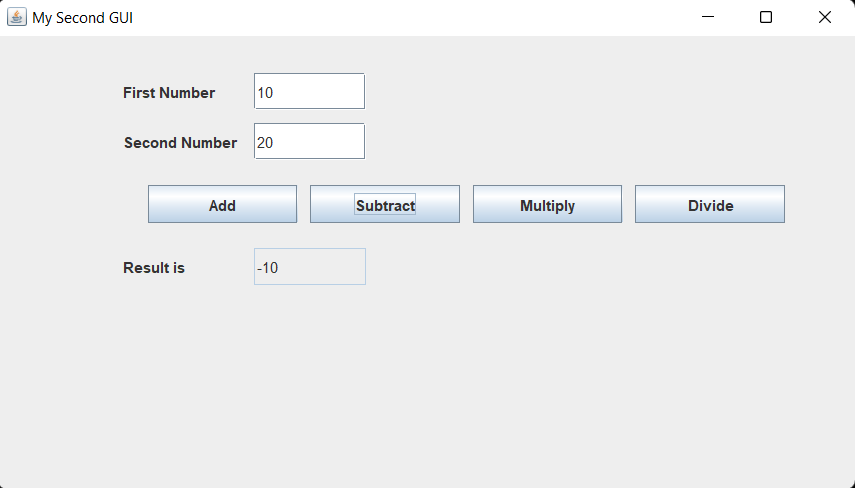 My Second GUI
First Number 10
Second Number 20
Add Subtract Multiply Divide
Result is -10